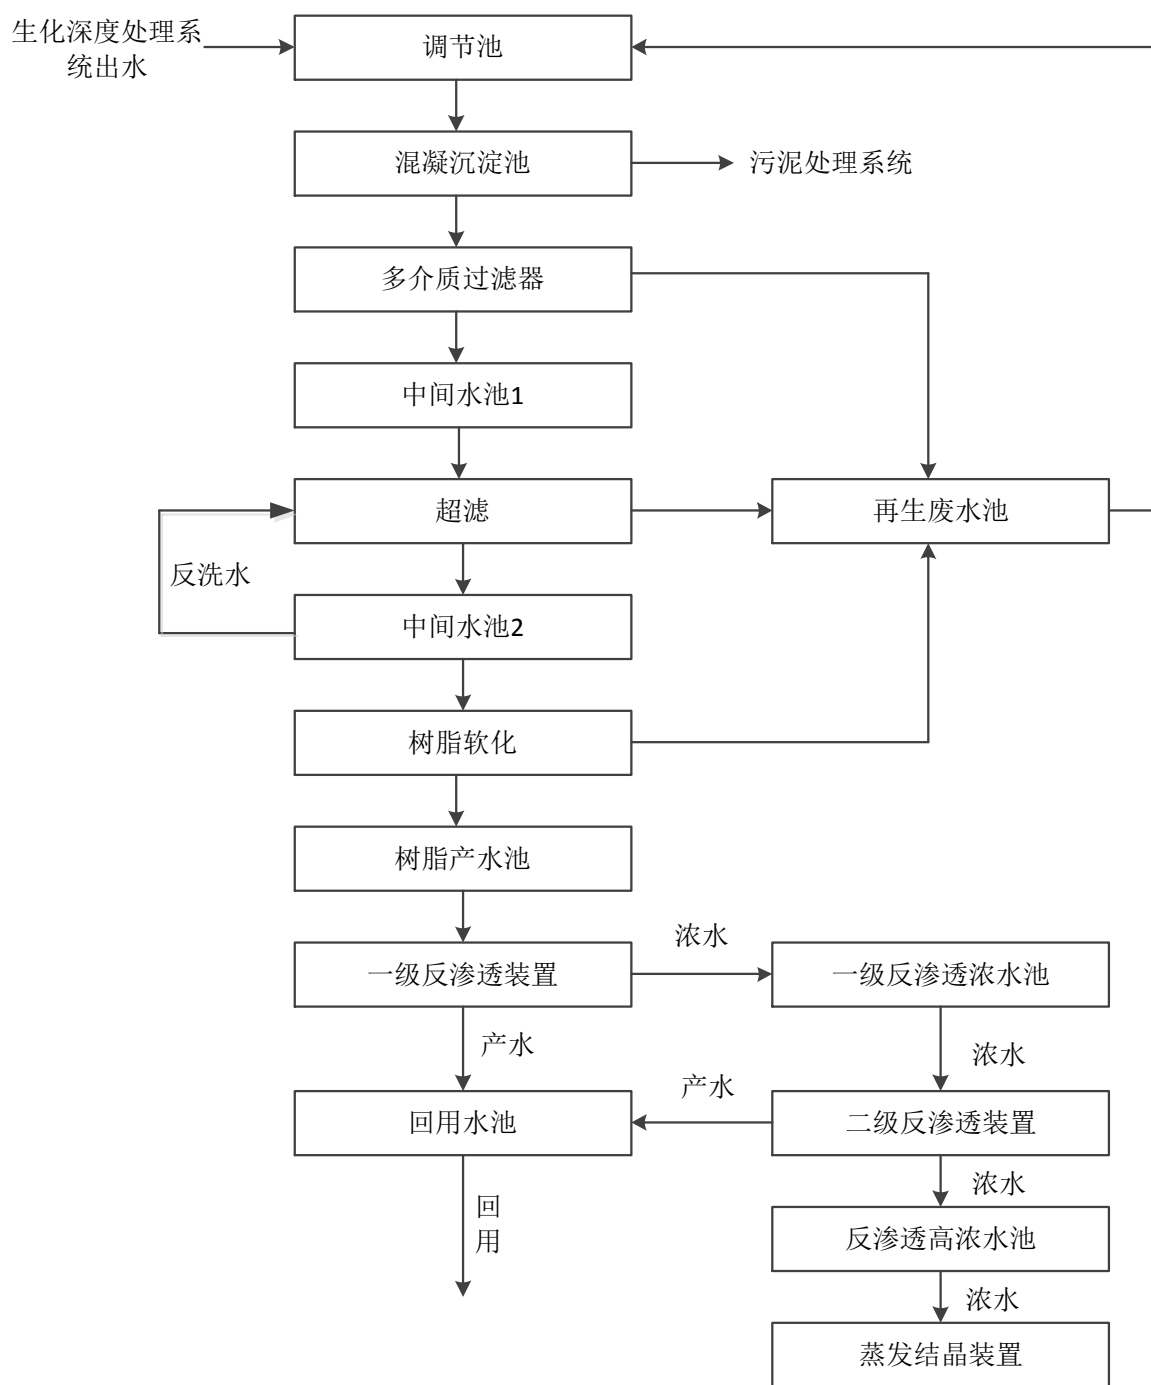 生化深度处理系
统出水
调节池
混凝沉淀池
污泥处理系统
多介质过滤器
中间水池1
超滤
再生废水池
反洗水
中间水池2
树脂软化
树脂产水池
浓水
一级反渗透装置
一级反渗透浓水池
产水
浓水
产水
回用水池
二级反渗透装置
浓水
回
用
反渗透高浓水池
浓水
蒸发结晶装置